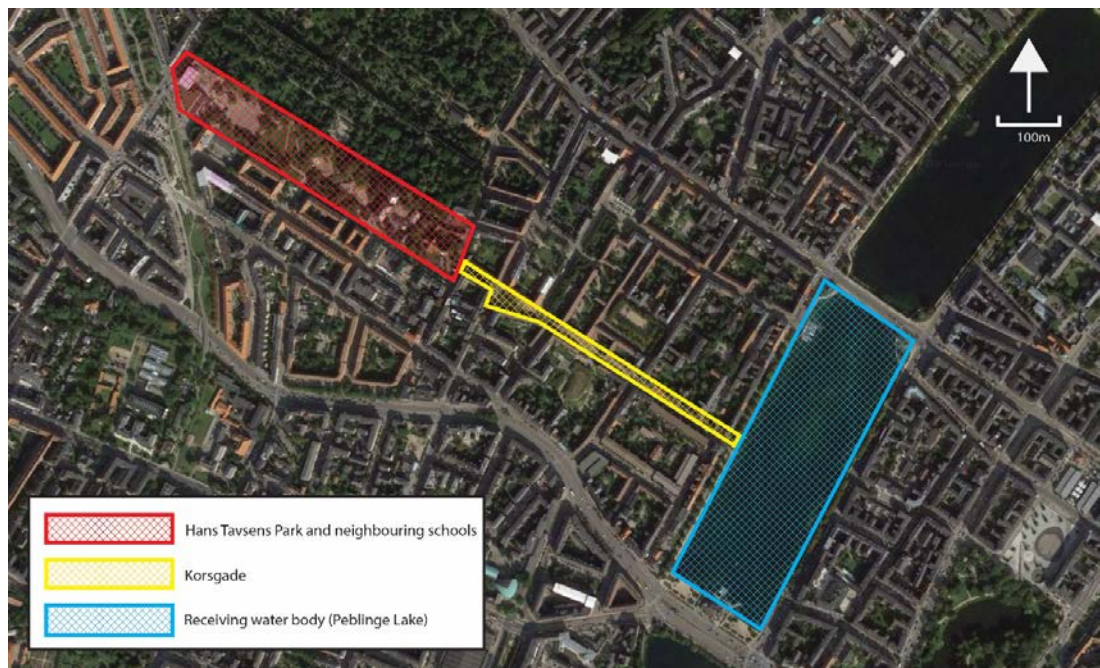 100m
Hans Tavsens Park and neighbouring schools
Korsgade
Receiving water body (Peblinge Lake)